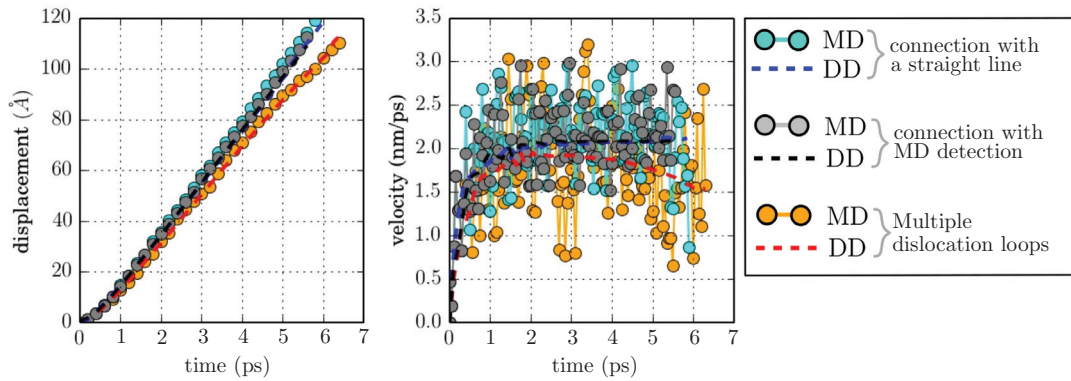 displacement (Å)
120
100
80
60
40
20
0
0 1 2 3 4 5 6 7
time (ps)
velocity (nm/ps)
3.5
3.0
2.5
2.0
1.5
1.0
0.5
0.0
0 1 2 3 4 5 6 7
time (ps)
MD
DD
connection with
a straight line
MD
DD
connection with
MD detection
MD
DD
Multiple
dislocation loops